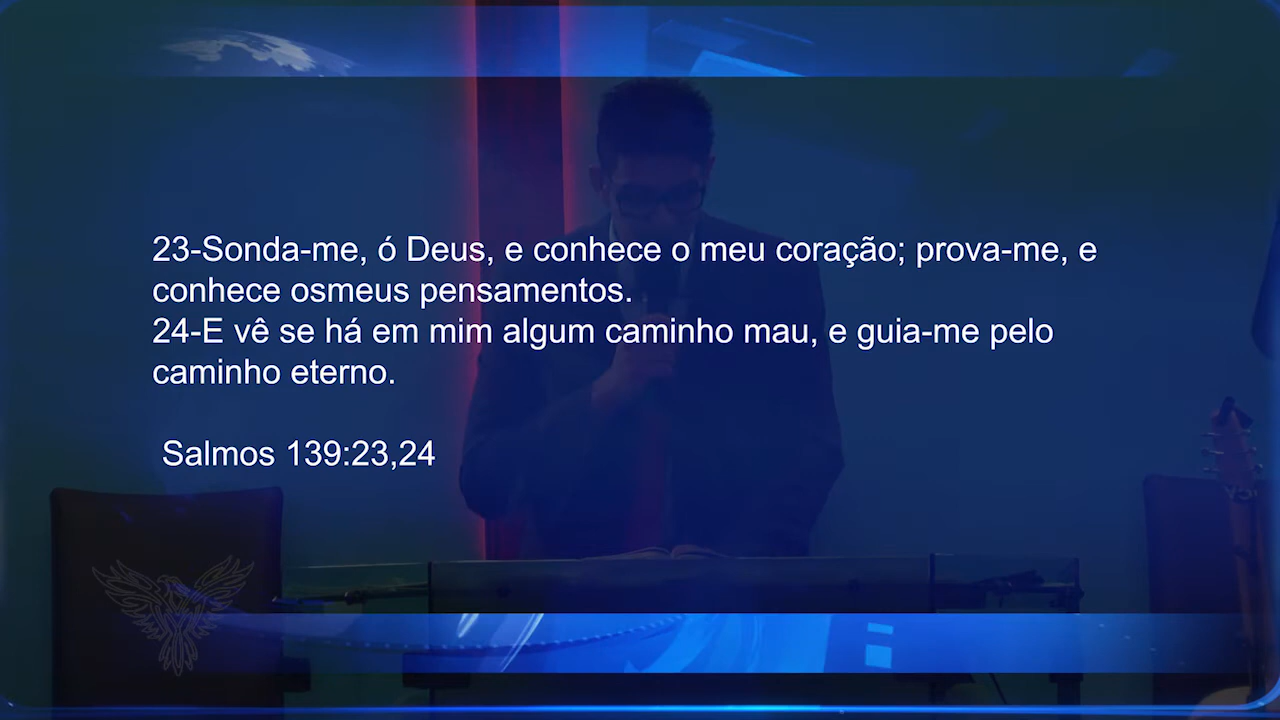 23-Sonda-me, ó Deus, e conhece o meu coração; prova-me, e
conhece osmeus pensamentos.
24-E vê se há em mim algum caminho mau, e guia-me pelo
caminho eterno.
Salmos 139:23,24